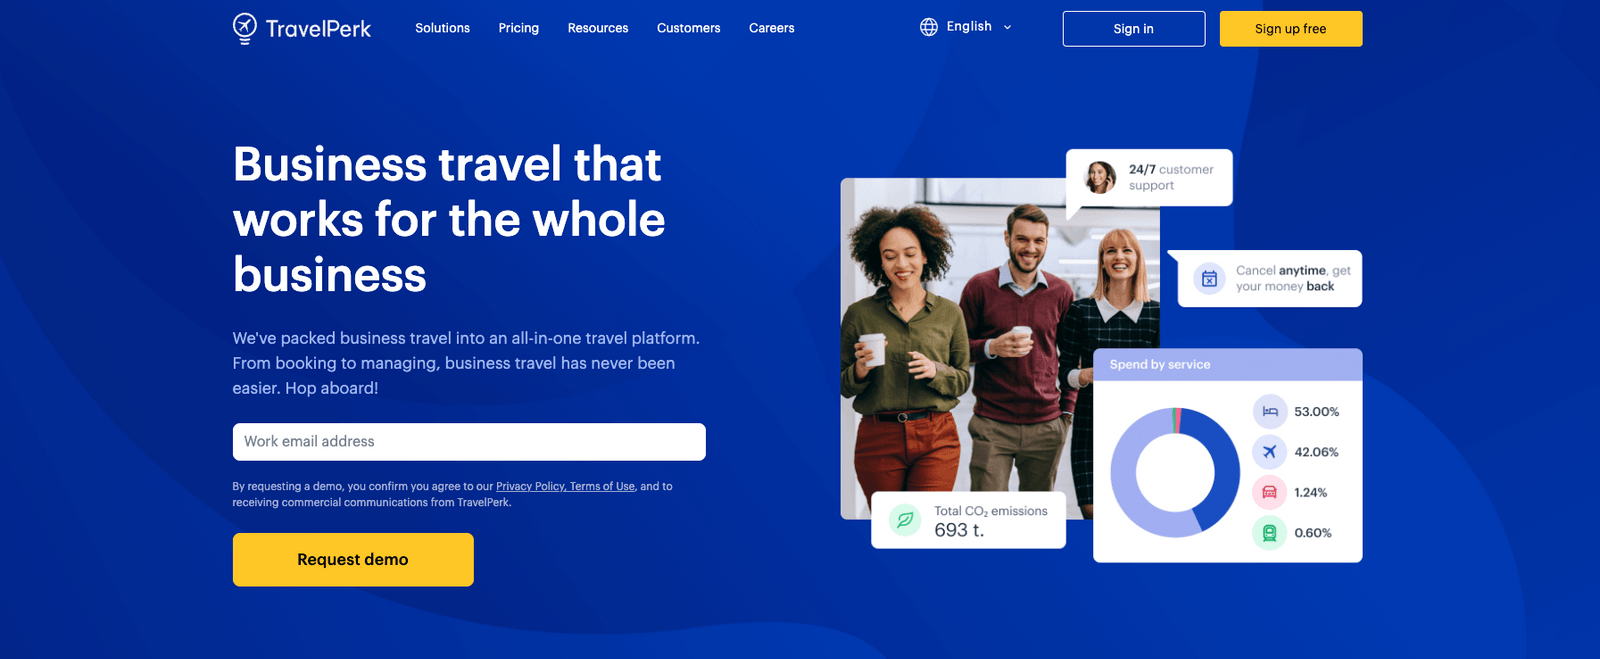 TravelPerk
Solutions
Pricing
Resources
Customers
Careers
English
Sign in
Sign up free
Business travel that
works for the whole
business
We've packed business travel into an all-in-one travel platform.
From booking to managing, business travel has never been
easier. Hop aboard!
Work email address
By requesting a demo, you confirm you agree to our Privacy Policy, Terms of Use, and to
receiving commercial communications from TravelPerk.
Request demo
24/7 customer
support
Cancel anytime, get
your money back
Spend by service
53.00%
42.06%
1.24%
0.60%
Total CO₂ emissions
693 t.